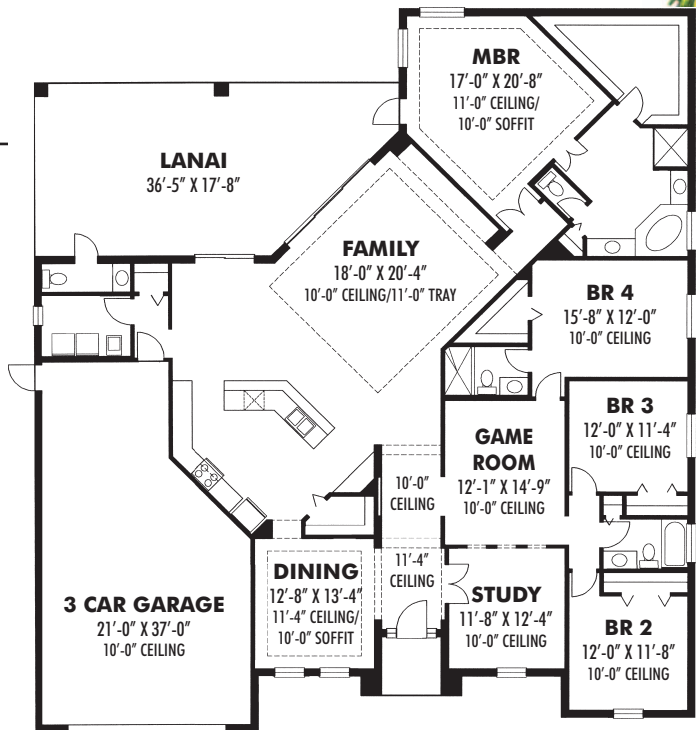 MBR
17'-0" X 20'-8"
11'-0" CEILING/
10'-0" SOFFIT
LANAI
36'-5" X 17'-8"
FAMILY
18'-0" X 20'-4"
10'-0" CEILING/11'-0" TRAY
BR 4
15'-8" X 12'-0"
10'-0" CEILING
BR 3
12'-0" X 11'-4"
10'-0" CEILING
GAME
ROOM
12'-1" X 14'-9"
10'-0" CEILING
10'-0"
CEILING
11'-4"
CEILING
DINING
12'-8" X 13'-4"
11'-4" CEILING/
10'-0" SOFFIT
STUDY
11'-8" X 12'-4"
10'-0" CEILING
3 CAR GARAGE
21'-0" X 37'-0"
10'-0" CEILING
BR 2
12'-0" X 11'-8"
10'-0" CEILING